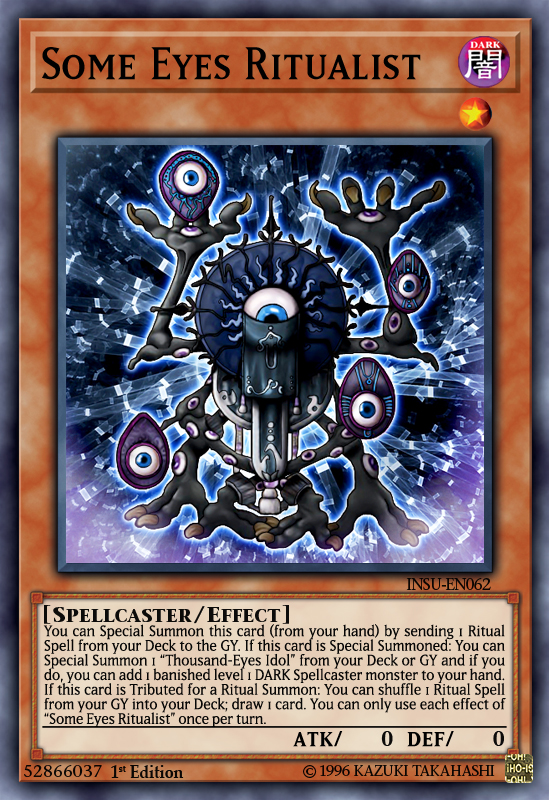 SOME EYES RITUALIST
DARK
闇
INSU-EN062
[SPELLCASTER/EFFECT]
You can Special Summon this card (from your hand) by sending 1 Ritual
Spell from your Deck to the GY. If this card is Special Summoned: You can
Special Summon 1 “Thousand-Eyes Idol” from your Deck or GY and if you
do, you can add 1 banished level 1 DARK Spellcaster monster to your hand.
If this card is Tributed for a Ritual Summon: You can shuffle 1 Ritual Spell
from your GY into your Deck; draw 1 card. You can only use each effect of
“Some Eyes Ritualist” once per turn.
ATK/ 0 DEF/ 0
52866037 1st Edition © 1996 KAZUKI TAKAHASHI